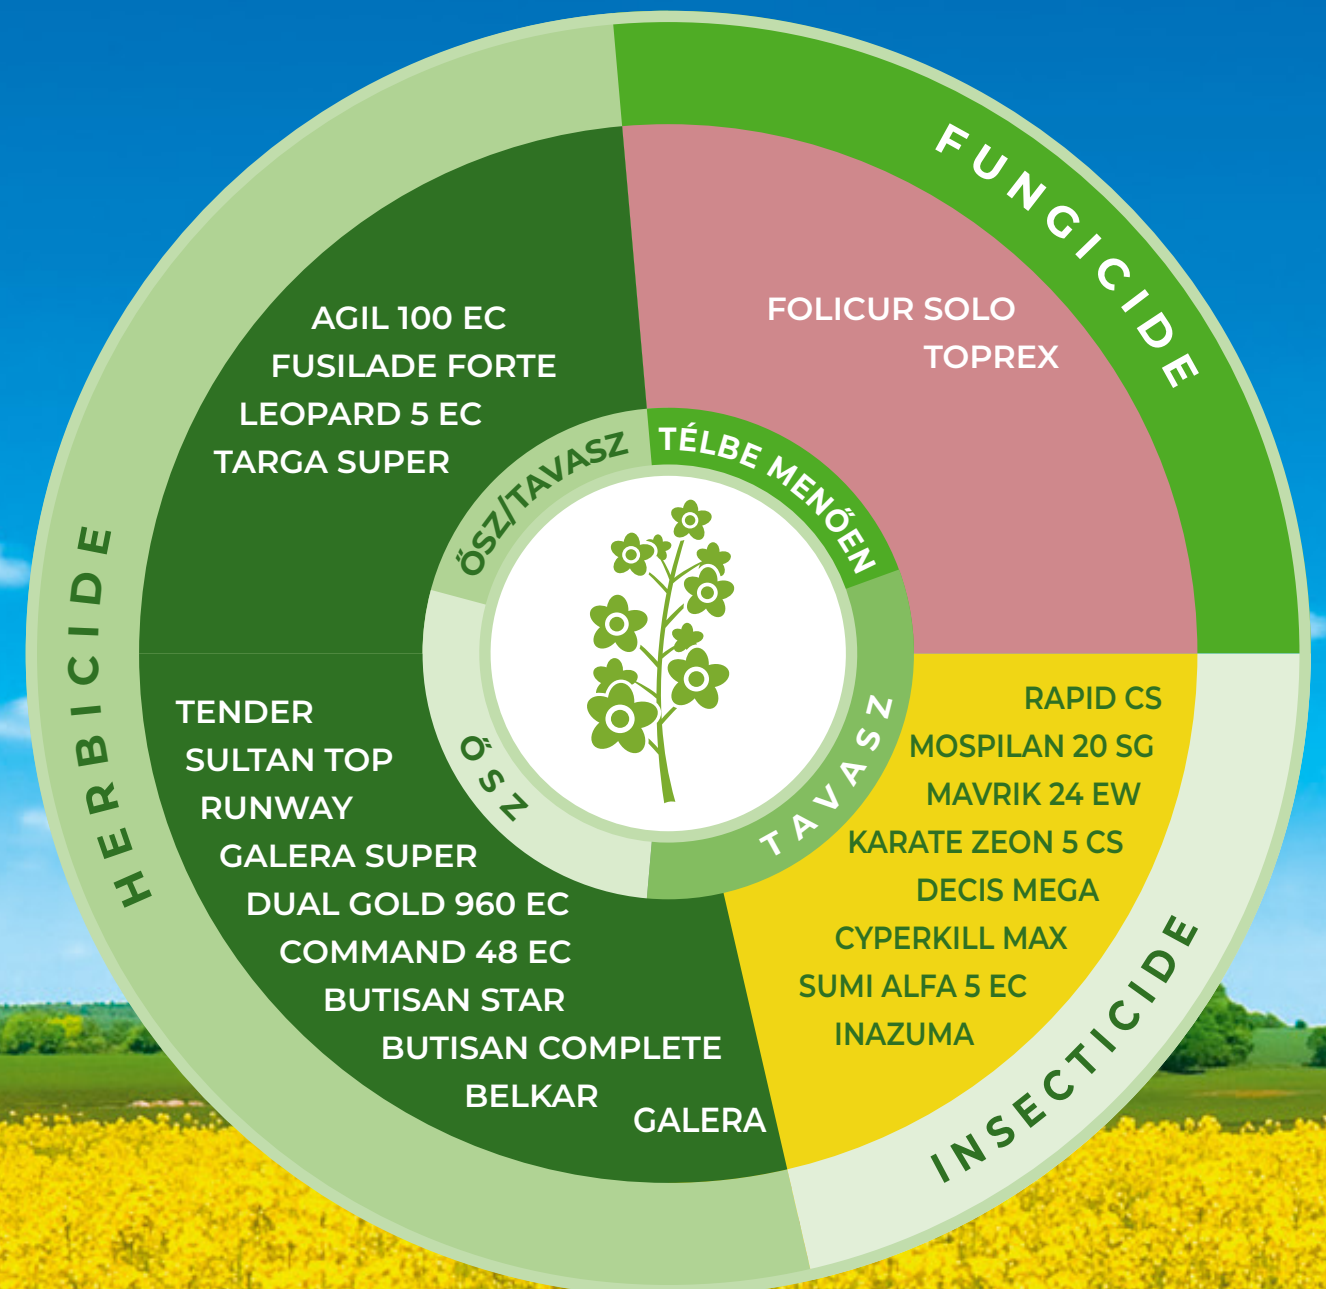 HERBICIDE
AGIL 100 EC
FUSILADE FORTE
LEOPARD 5 EC
TARGA SUPER
ŐSZ/TAVASZ
FUNGICIDE
FOLICUR SOLO
TOPREX
TÉLBE MENŐEN
TENDER
SULTAN TOP
RUNWAY
GALERA SUPER
DUAL GOLD 960 EC
COMMAND 48 EC
BUTISAN STAR
BUTISAN COMPLETE
BELKAR
GALERA
ŐSZ
TAVASZ
RAPID CS
MOSPILAN 20 SG
MAVRIK 24 EW
KARATE ZEON 5 CS
DECIS MEGA
CYPERKILL MAX
SUMI ALFA 5 EC
INAZUMA
INSECTICIDE